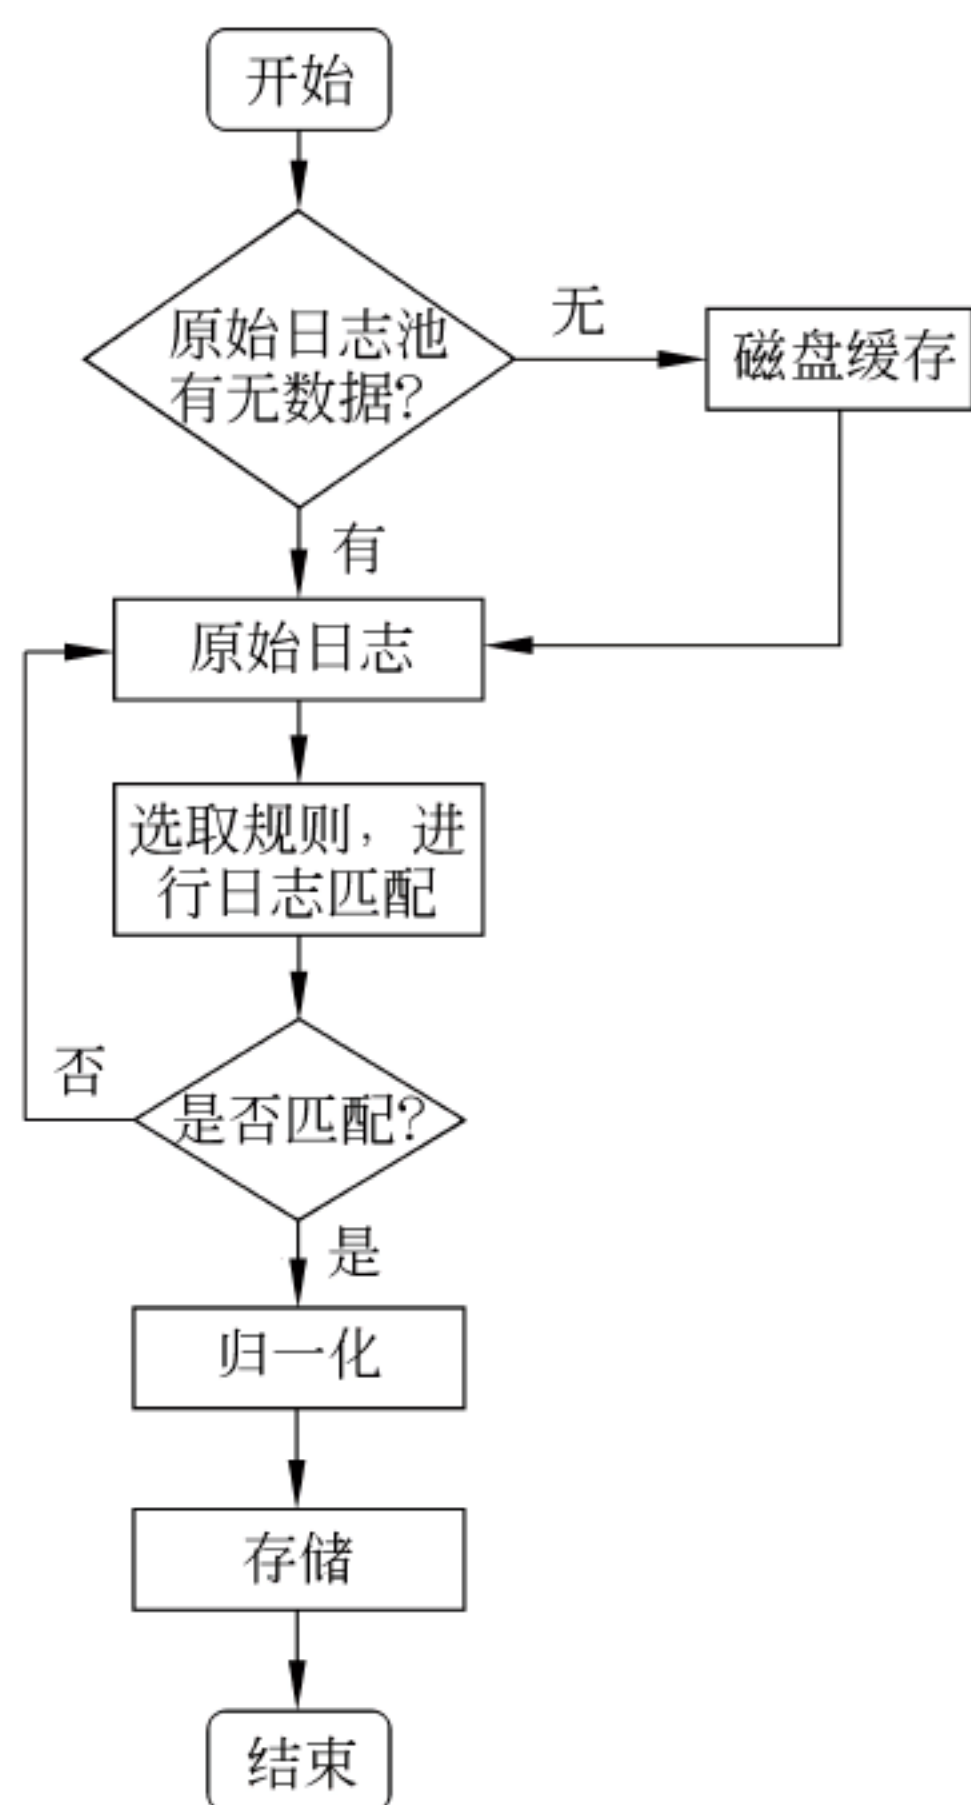 开始
原始日志池
有无数据?
无
磁盘缓存
有
原始日志
选取规则，进
行日志匹配
否
是否匹配?
是
归一化
存储
结束